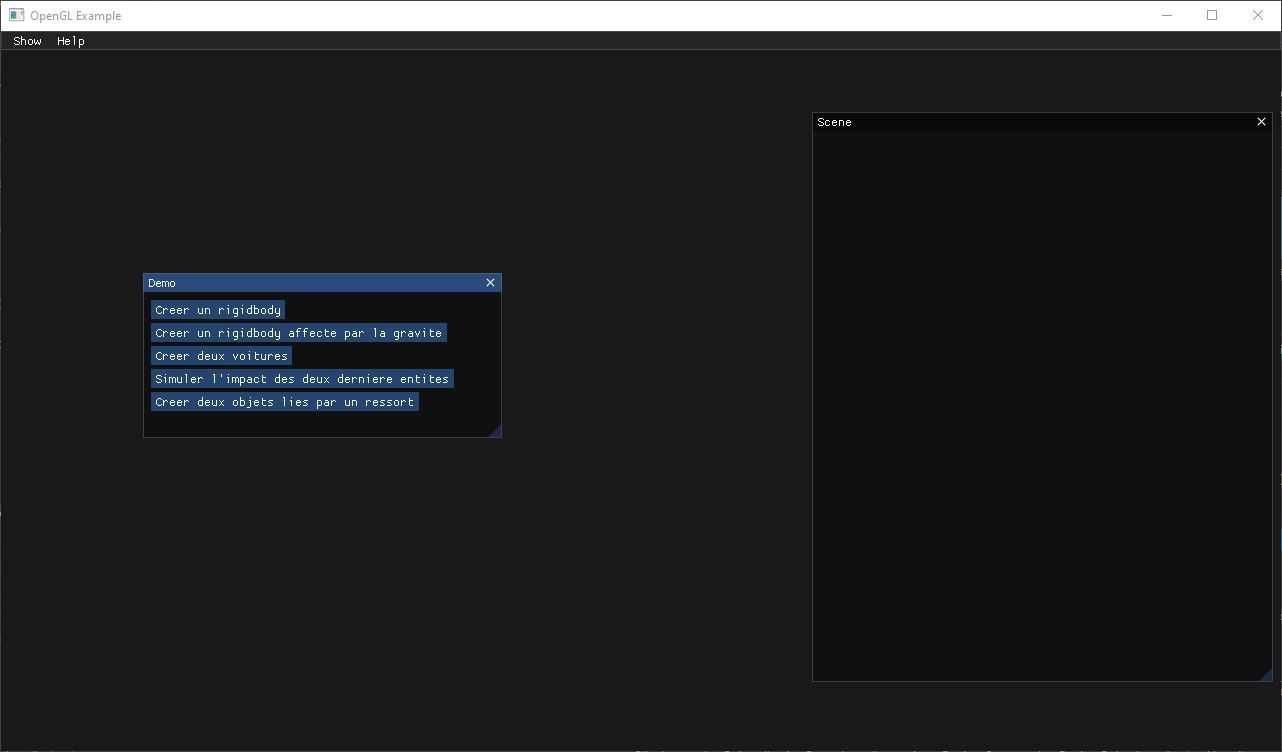 OpenGL Example
Show Help
Scene
Demo
Creer un rigidbody
Creer un rigidbody affecte par la gravite
Creer deux voitures
Simuler l'impact des deux derniere entites
Creer deux objets lies par un ressort